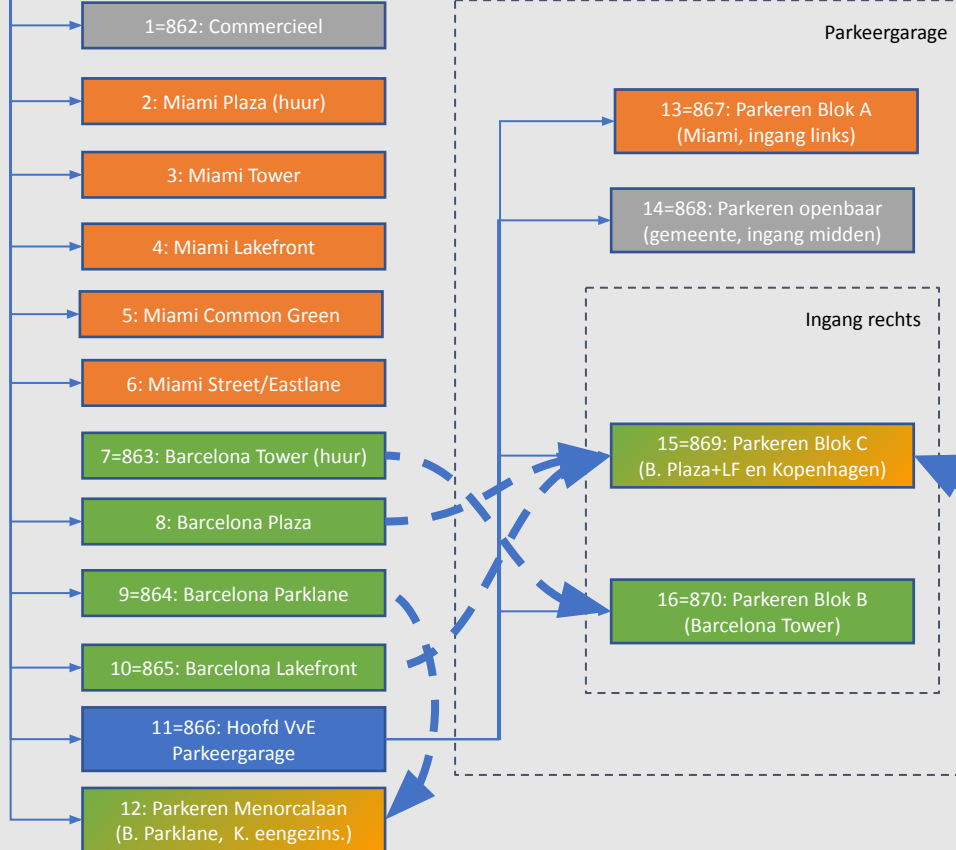 1=862: Commercieel
2: Miami Plaza (huur)
3: Miami Tower
4: Miami Lakefront
5: Miami Common Green
6: Miami Street/Eastlane
7=863: Barcelona Tower (huur)
8: Barcelona Plaza
9=864: Barcelona Parklane
10=865: Barcelona Lakefront
11=866: Hoofd VvE
Parkeergarage
12: Parkeren Menorcalaan
(B. Parklane, K. eengezins.)
Parkeergarage
13=867: Parkeren Blok A
(Miami, ingang links)
14=868: Parkeren openbaar
(gemeente, ingang midden)
Ingang rechts
15=869: Parkeren Blok C
(B. Plaza+LF en Kopenhagen)
16=870: Parkeren Blok B
(Barcelona Tower)